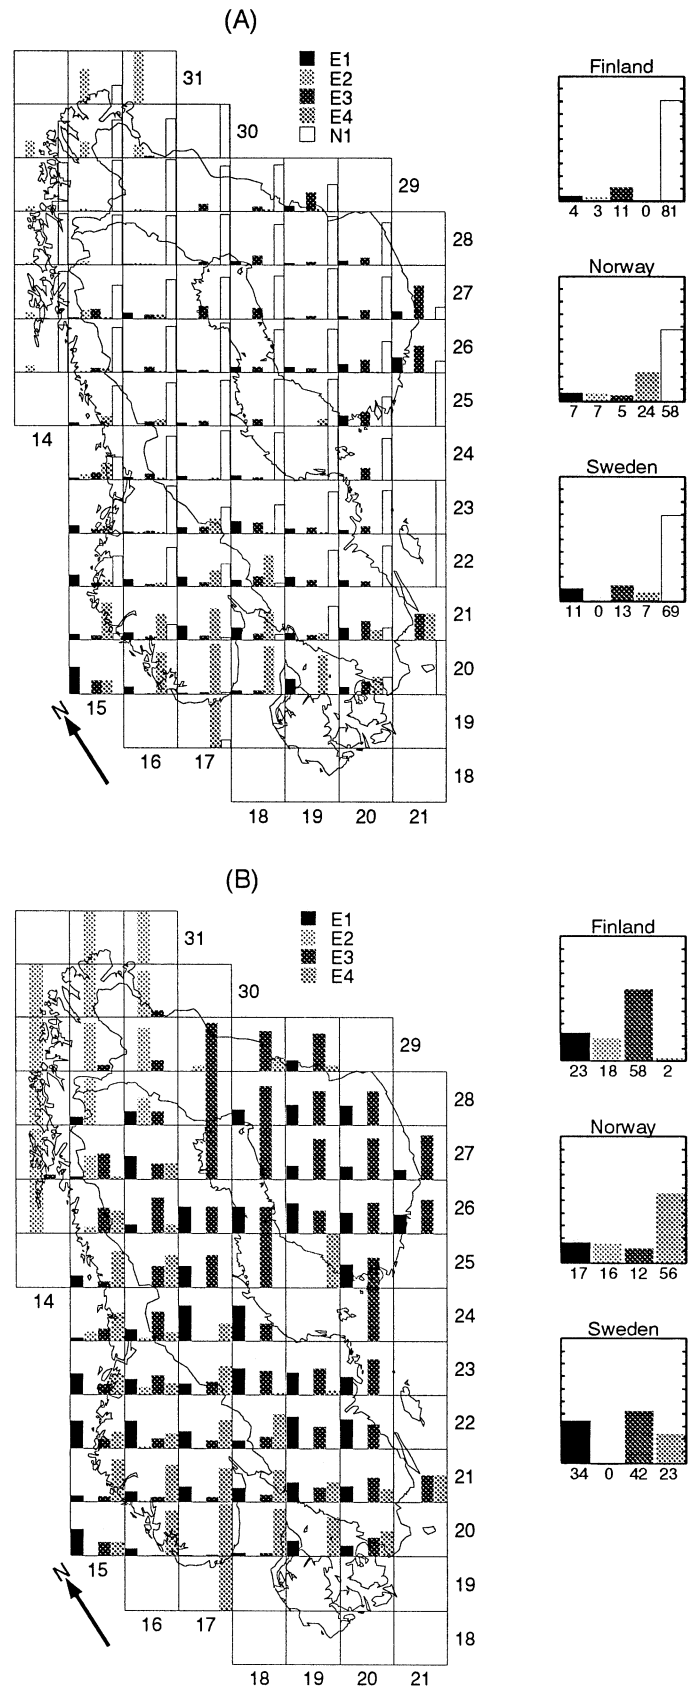 (A)
E1
E2
E3
E4
N1
31
30
29
28
27
26
25
14
24
23
22
21
20
15
N
19
16 17
18
18 19 20 21
Finland
4 3 11 0 81
Norway
7 7 5 24 58
Sweden
11 0 13 7 69
(B)
E1
E2
E3
E4
31
30
29
28
27
26
25
14
24
23
22
21
20
15
N
19
16 17
18
18 19 20 21
Finland
23 18 58 2
Norway
17 16 12 56
Sweden
34 0 42 23